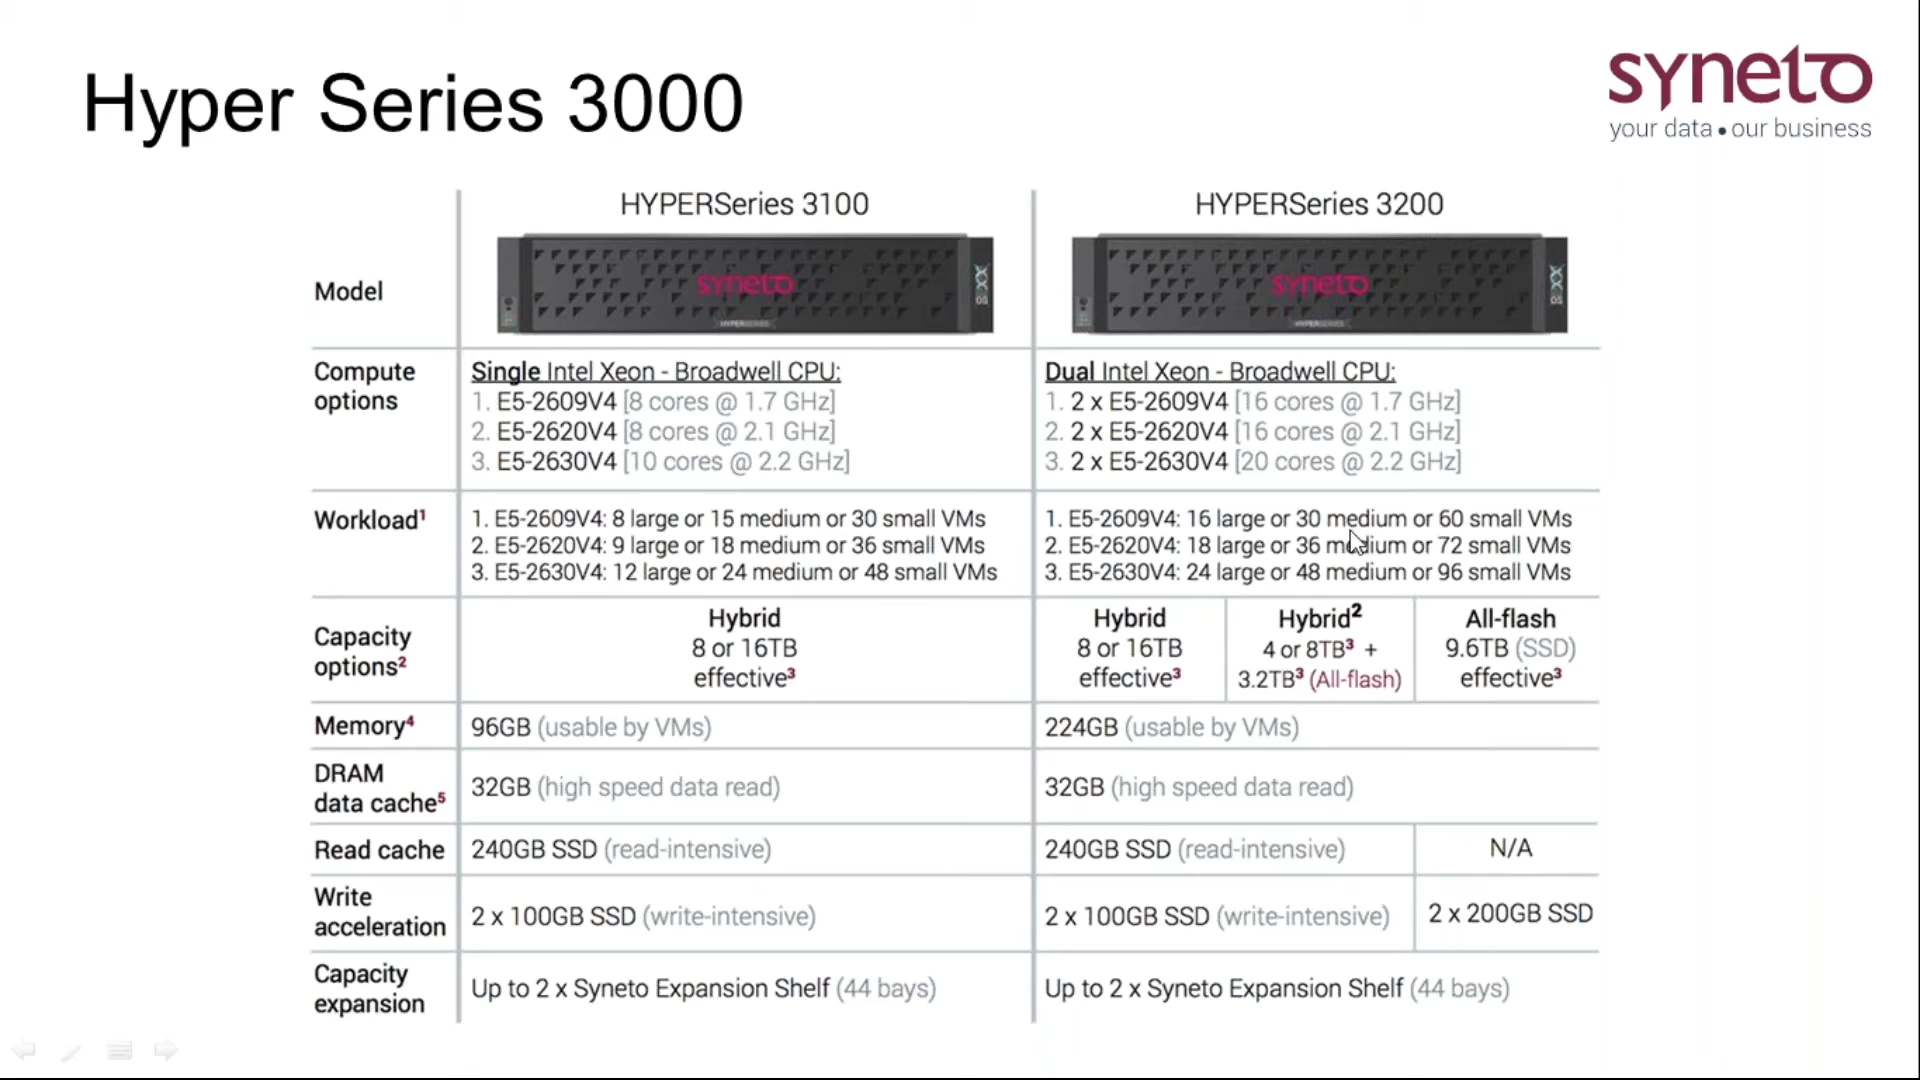 Hyper Series 3000
syneto
your data • our business
HYPERSeries 3100
HYPERSeries 3200
Model
syneto
HYPERSERIES
OS
syneto
HYPERSERIES
OS
Compute
options
Single Intel Xeon - Broadwell CPU:
1. E5-2609V4 [8 cores @ 1.7 GHz]
2. E5-2620V4 [8 cores @ 2.1 GHz]
3. E5-2630V4 [10 cores @ 2.2 GHz]
Dual Intel Xeon - Broadwell CPU:
1. 2 x E5-2609V4 [16 cores @ 1.7 GHz]
2. 2 x E5-2620V4 [16 cores @ 2.1 GHz]
3. 2 x E5-2630V4 [20 cores @ 2.2 GHz]
Workload¹
1. E5-2609V4: 8 large or 15 medium or 30 small VMs
2. E5-2620V4: 9 large or 18 medium or 36 small VMs
3. E5-2630V4: 12 large or 24 medium or 48 small VMs
1. E5-2609V4: 16 large or 30 medium or 60 small VMs
2. E5-2620V4: 18 large or 36 medium or 72 small VMs
3. E5-2630V4: 24 large or 48 medium or 96 small VMs
Capacity
options²
Hybrid
8 or 16TB
effective³
Hybrid
8 or 16TB
effective³
Hybrid²
4 or 8TB³ +
3.2TB³ (All-flash)
All-flash
9.6TB (SSD)
effective³
Memory⁴
96GB (usable by VMs)
224GB (usable by VMs)
DRAM
data cache⁵
32GB (high speed data read)
32GB (high speed data read)
Read cache
240GB SSD (read-intensive)
240GB SSD (read-intensive)
N/A
Write
acceleration
2 x 100GB SSD (write-intensive)
2 x 100GB SSD (write-intensive)
2 x 200GB SSD
Capacity
expansion
Up to 2 x Syneto Expansion Shelf (44 bays)
Up to 2 x Syneto Expansion Shelf (44 bays)